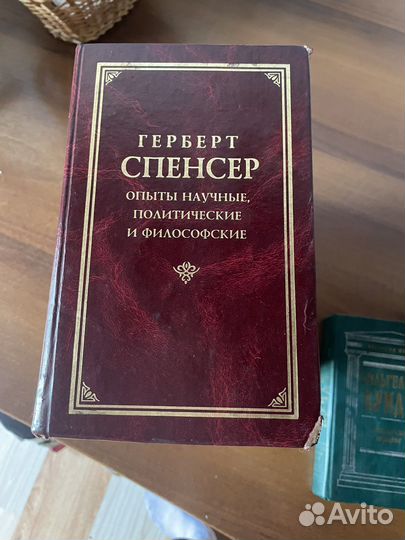 ГЕРБЕРТ
СПЕНСЕР
ОПЫТЫ НАУЧНЫЕ,
ПОЛИТИЧЕСКИЕ
И ФИЛОСОФСКИЕ
Avito